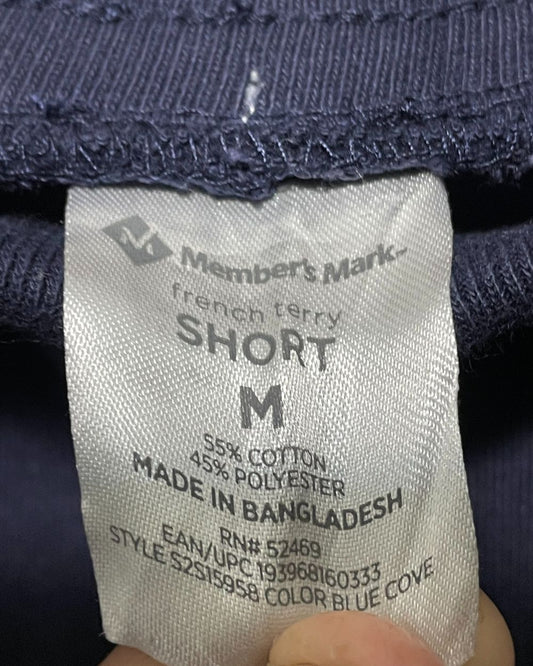 Member's Mark™
french terry
SHORT
M
55% COTTON
45% POLYESTER
MADE IN BANGLADESH
RN# 52469
EAN/UPC 193968160333
STYLE S2S15958 COLOR BLUE COVE